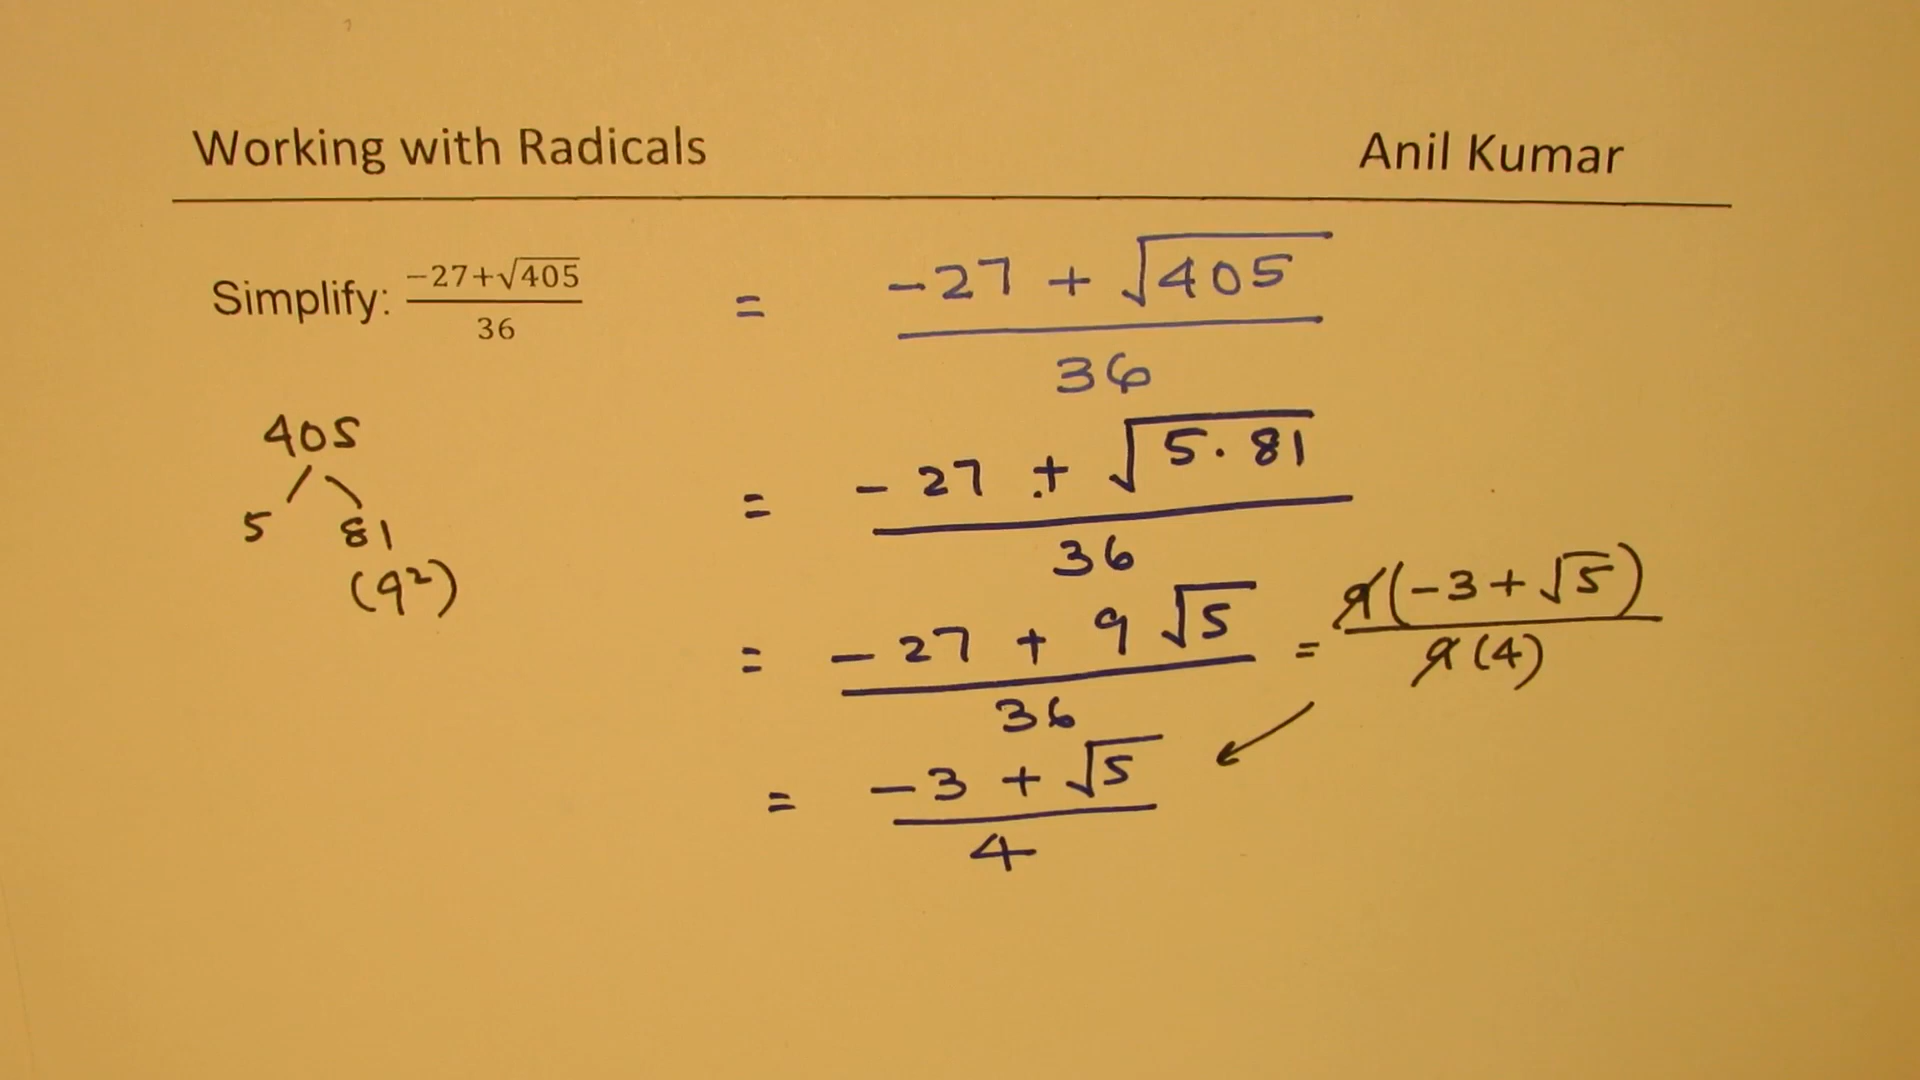 Working with Radicals Anil Kumar
Simplify: (-27+√405)/36 = (-27 + √405)/36
405
5 81
(9²)
= (-27 + √(5·81))/36
= (-27 + 9√5)/36 = 9(-3+√5)/9(4)
= (-3 + √5)/4